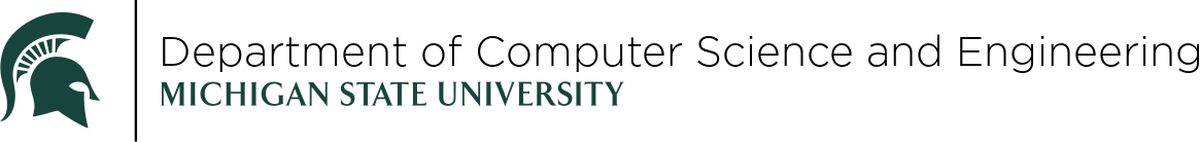 Department of Computer Science and Engineering
MICHIGAN STATE UNIVERSITY